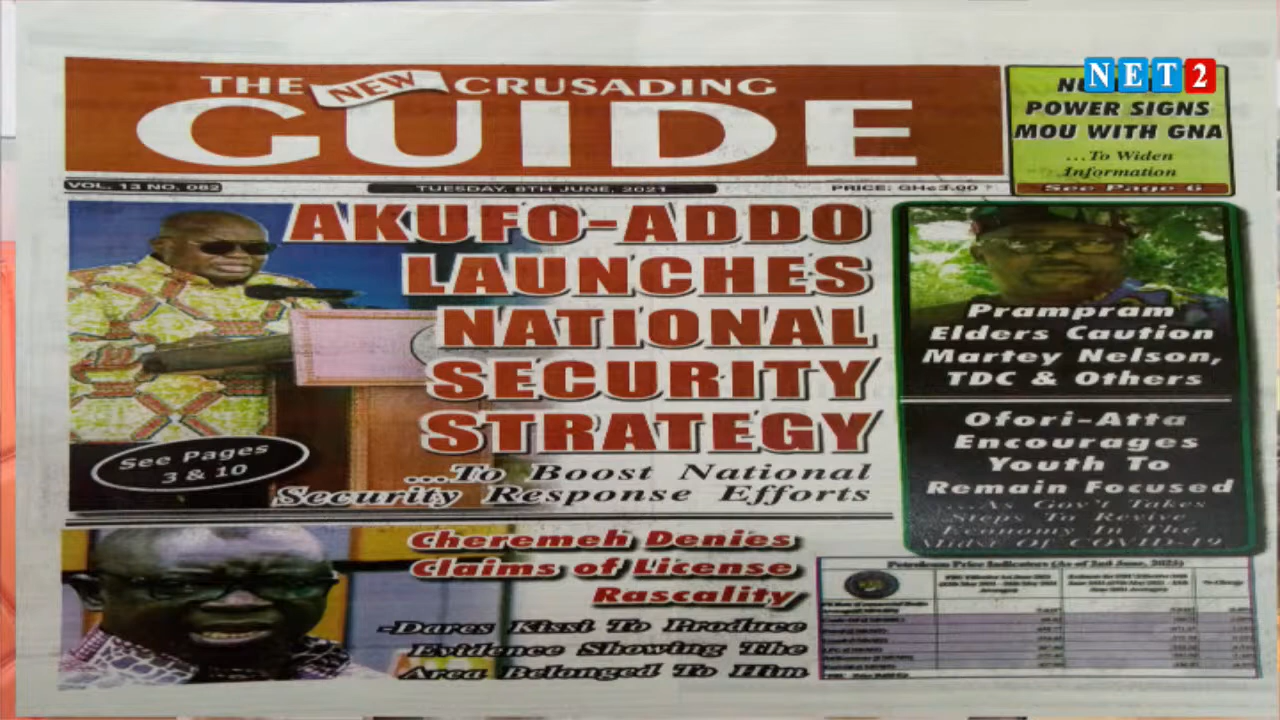 NET2
THE NEW CRUSADING
GUIDE
VOL. 13 NO. 082
TUESDAY, 8TH JUNE, 2021
PRICE: GH¢3.00
POWER SIGNS
MOU WITH GNA
...To Widen
Information
See Page 6
AKUFO-ADDO
LAUNCHES
NATIONAL
SECURITY
STRATEGY
...To Boost National
Security Response Efforts
See Pages
3 & 10
Prampram
Elders Caution
Martey Nelson,
TDC & Others
Ofori-Atta
Encourages
Youth To
Remain Focused
...As Gov't Takes
Steps To Revive
Economy In The
Midst Of COVID-19
Cheremeh Denies
Claims of License
Rascality
-Dares Kissi To Produce
Evidence Showing The
Area Belonged To Him
Petroleum Price Indicators (As of 2nd June, 2021)